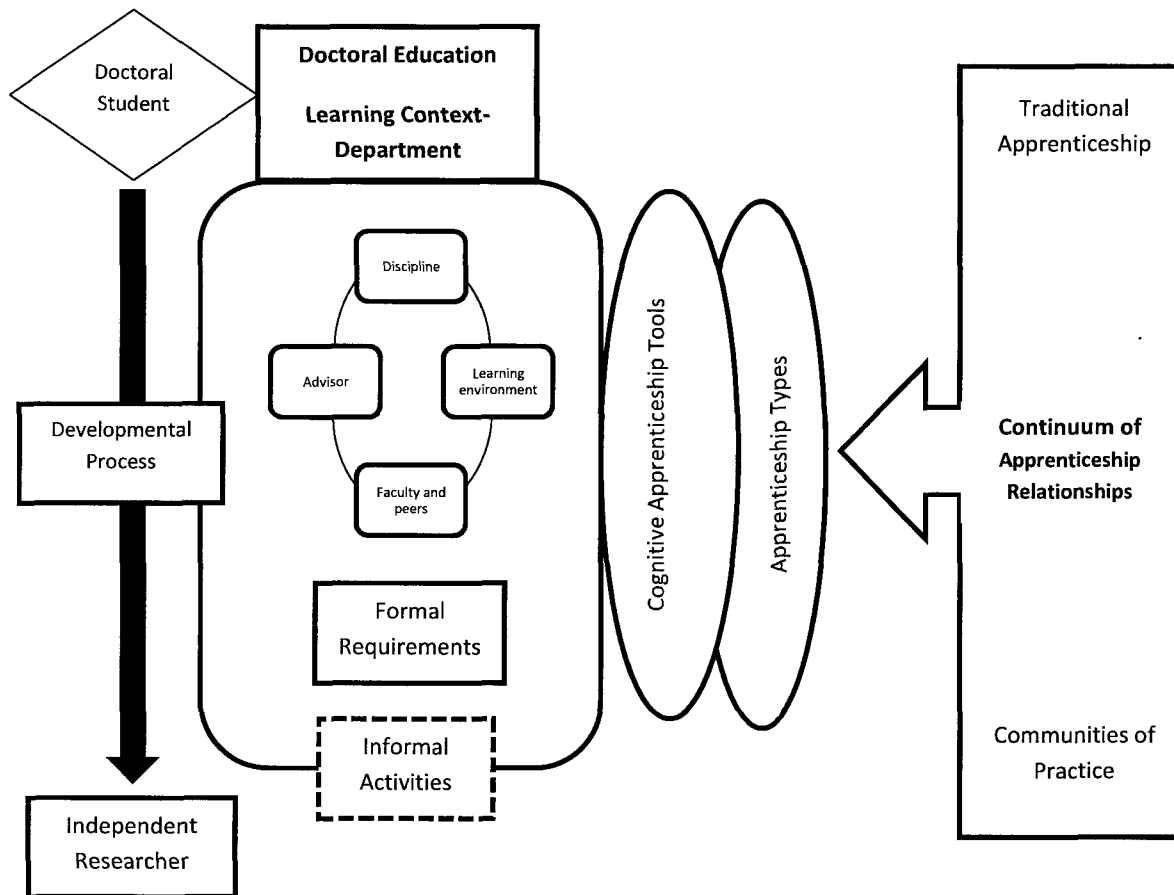 Doctoral
Student
Doctoral Education
Learning Context-
Department
Discipline
Advisor
Learning
environment
Faculty and
peers
Formal
Requirements
Informal
Activities
Developmental
Process
Independent
Researcher
Cognitive Apprenticeship Tools
Apprenticeship Types
Traditional
Apprenticeship
Continuum of
Apprenticeship
Relationships
Communities of
Practice